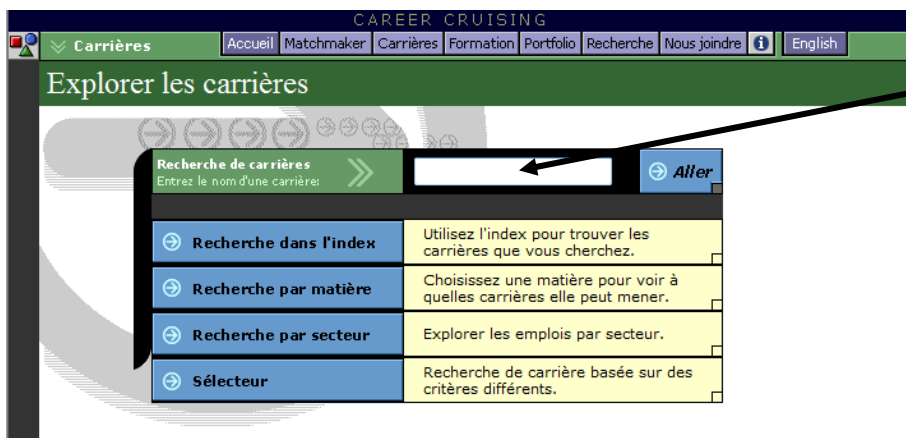 CAREER CRUISING
Carrières
Accueil Matchmaker Carrières Formation Portfolio Recherche Nous joindre i English
Explorer les carrières
Recherche de carrières
Entrez le nom d'une carrière:
Aller
Recherche dans l'index
Utilisez l'index pour trouver les
carrières que vous cherchez.
Recherche par matière
Choisissez une matière pour voir à
quelles carrières elle peut mener.
Recherche par secteur
Explorer les emplois par secteur.
Sélecteur
Recherche de carrière basée sur des
critères différents.